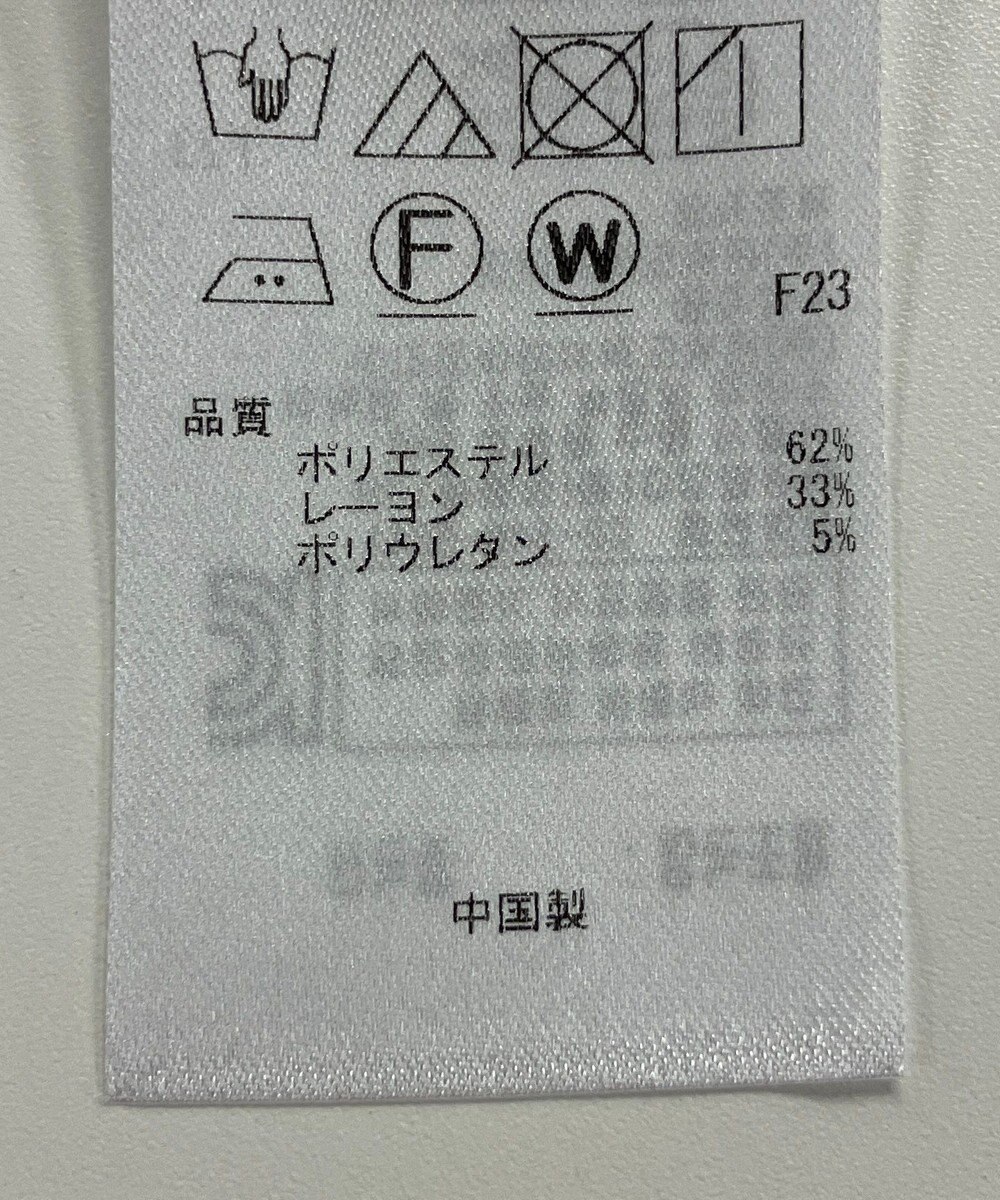 F W
F23
品質
ポリエステル 62%
レーヨン 33%
ポリウレタン 5%
中国製